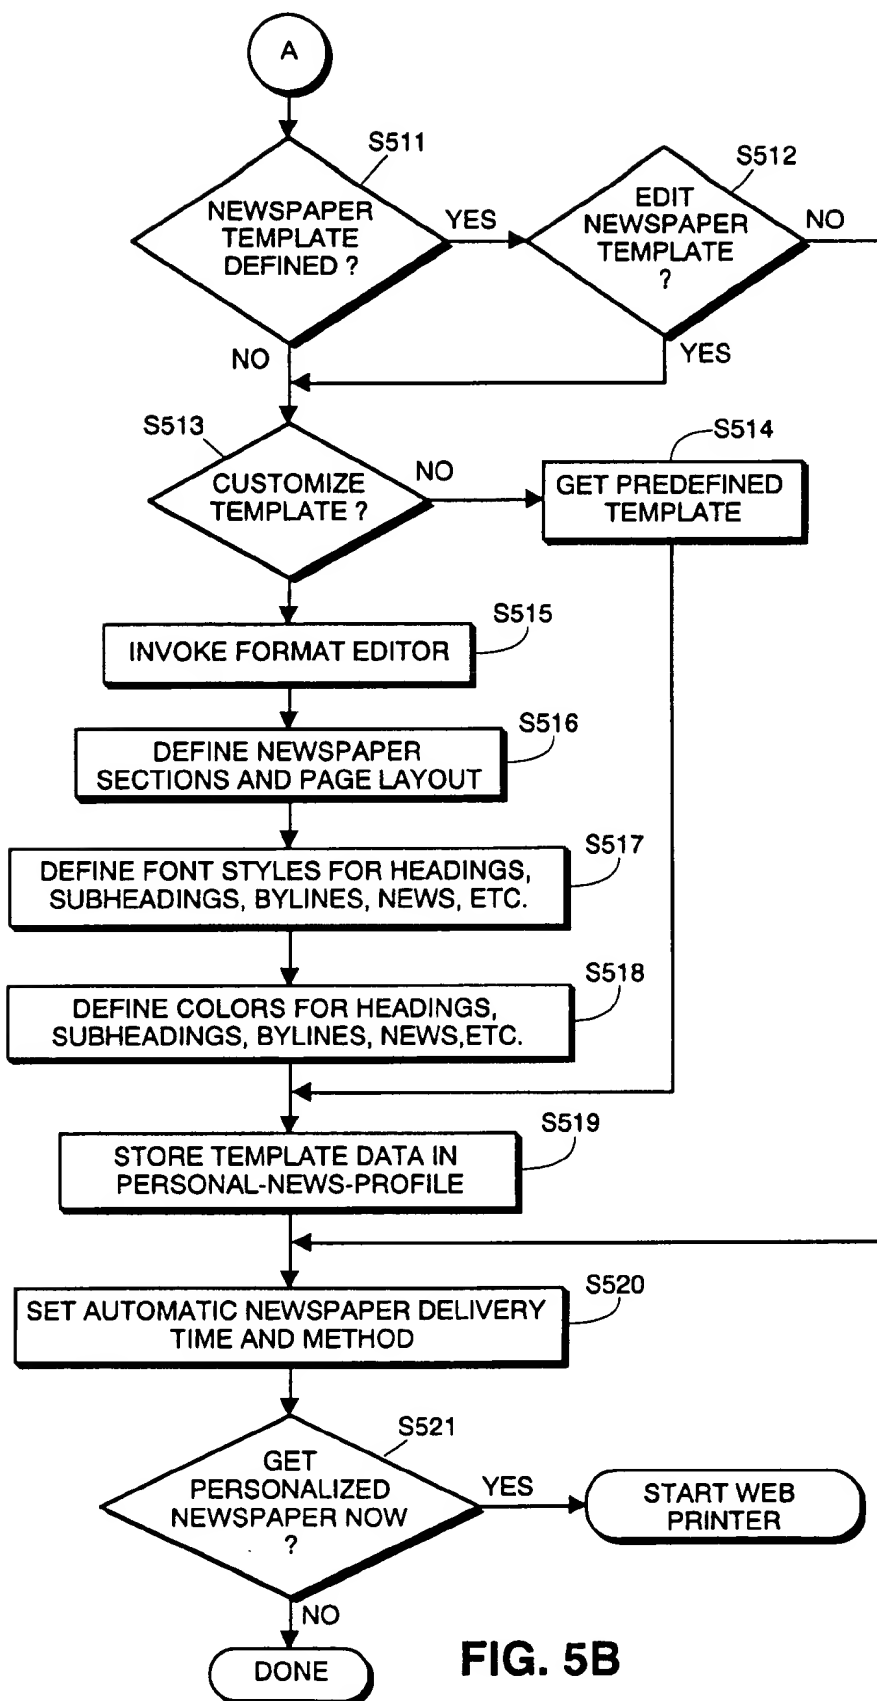 A
S511
NEWSPAPER
TEMPLATE
DEFINED ?
YES
S512
EDIT
NEWSPAPER
TEMPLATE
?
NO
NO
YES
S513
CUSTOMIZE
TEMPLATE ?
NO
S514
GET PREDEFINED
TEMPLATE
S515
INVOKE FORMAT EDITOR
S516
DEFINE NEWSPAPER
SECTIONS AND PAGE LAYOUT
S517
DEFINE FONT STYLES FOR HEADINGS,
SUBHEADINGS, BYLINES, NEWS, ETC.
S518
DEFINE COLORS FOR HEADINGS,
SUBHEADINGS, BYLINES, NEWS,ETC.
S519
STORE TEMPLATE DATA IN
PERSONAL-NEWS-PROFILE
S520
SET AUTOMATIC NEWSPAPER DELIVERY
TIME AND METHOD
S521
GET
PERSONALIZED
NEWSPAPER NOW
?
YES
START WEB
PRINTER
NO
DONE
FIG. 5B